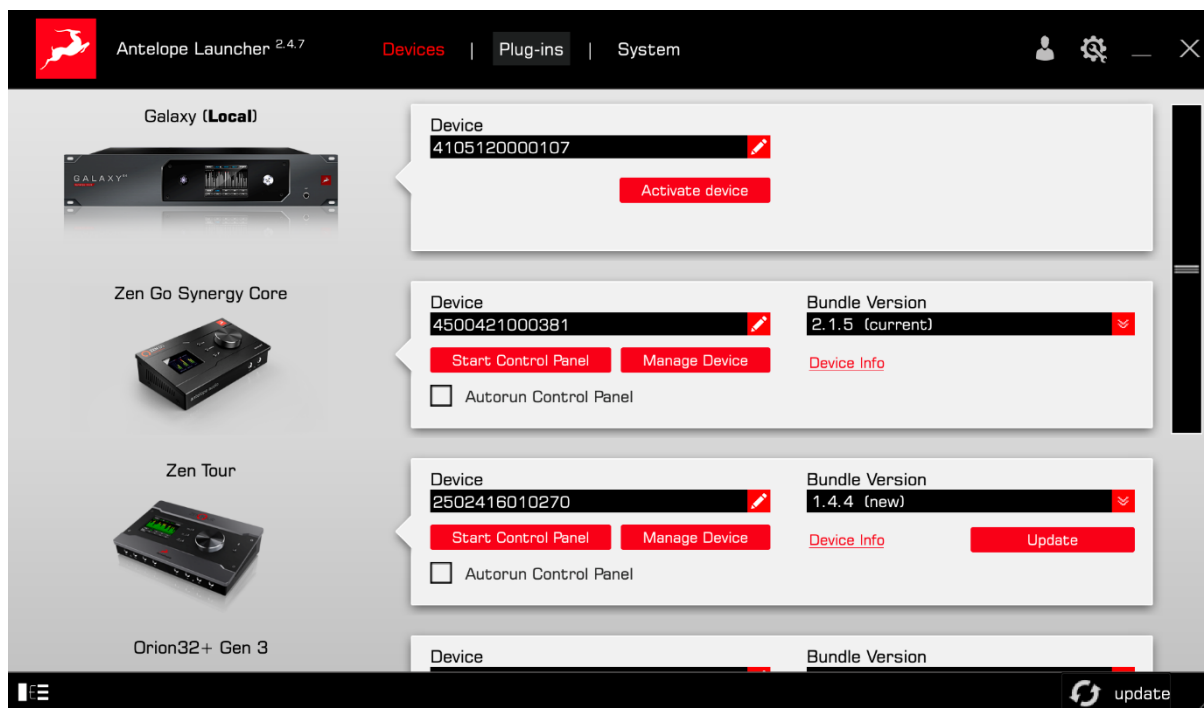 Antelope Launcher 2.4.7
Devices | Plug-ins | System
Galaxy (Local)
GALAXY
Device
4105120000107
Activate device
Zen Go Synergy Core
Device
4500421000381
Start Control Panel
Manage Device
Autorun Control Panel
Bundle Version
2.1.5 (current)
Device Info
Zen Tour
Device
2502416010270
Start Control Panel
Manage Device
Autorun Control Panel
Bundle Version
1.4.4 (new)
Device Info
Update
Orion32+ Gen 3
Device
Bundle Version
update